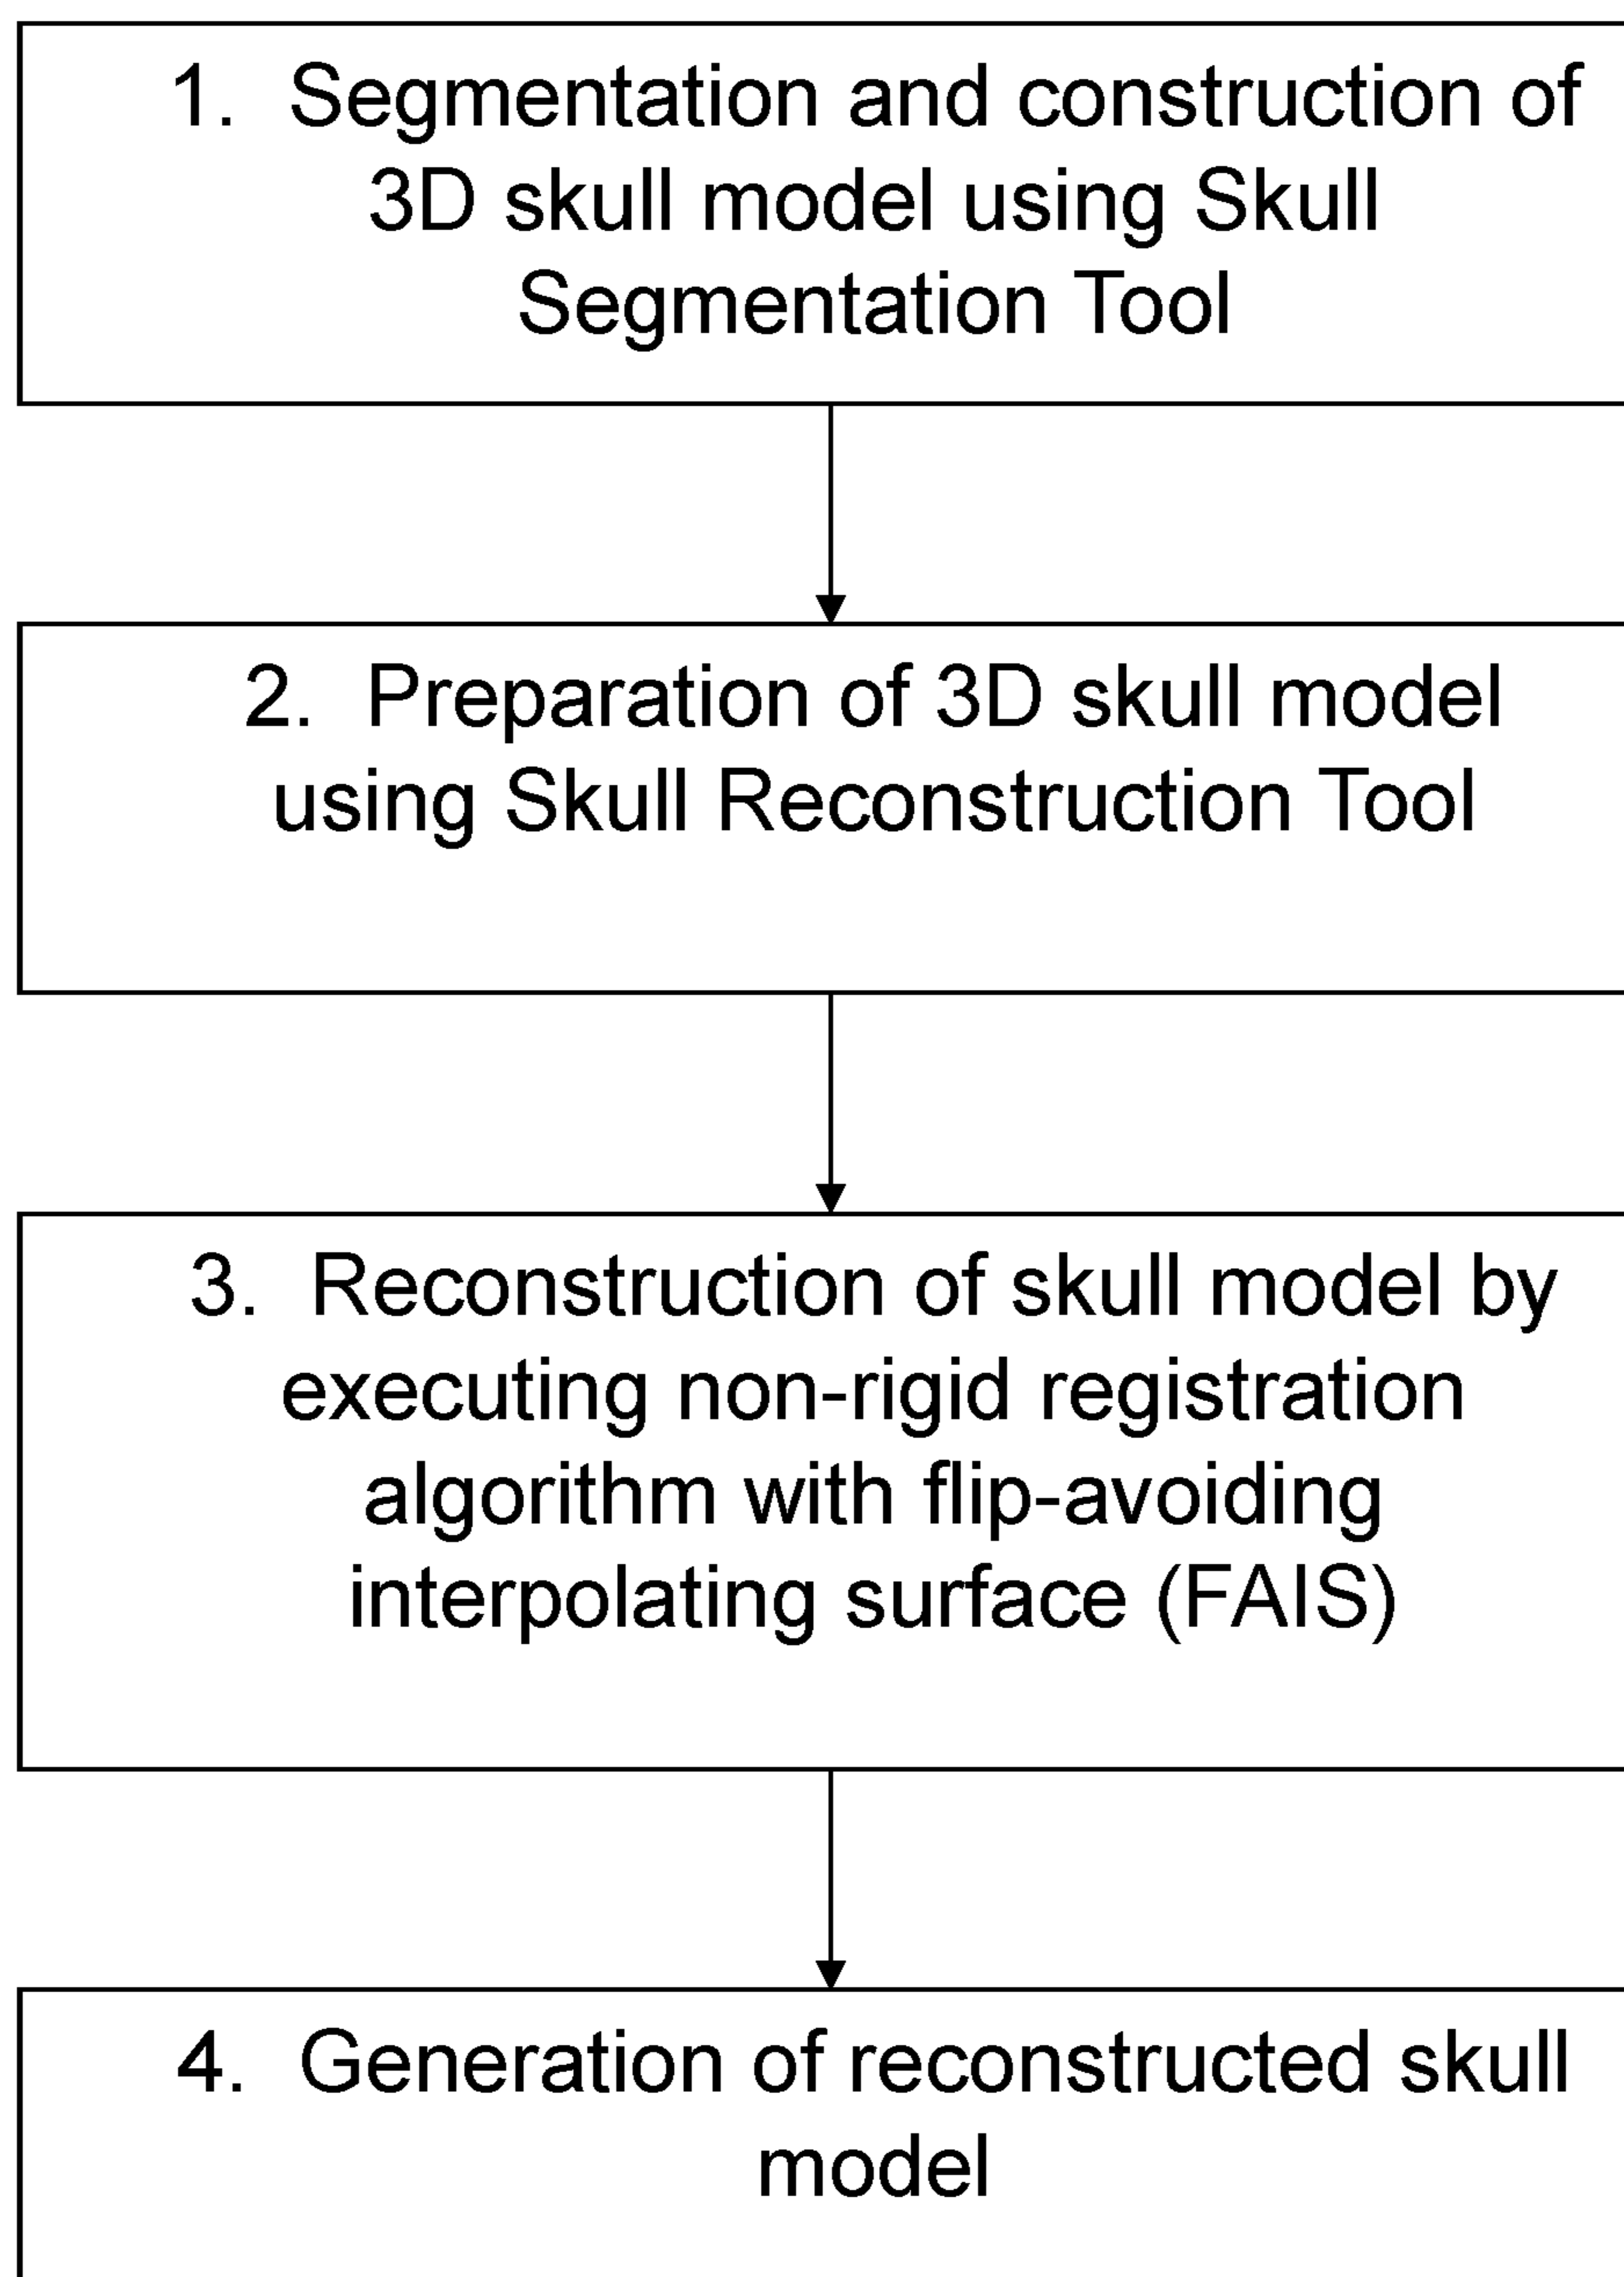 1. Segmentation and construction of
3D skull model using Skull
Segmentation Tool
2. Preparation of 3D skull model
using Skull Reconstruction Tool
3. Reconstruction of skull model by
executing non-rigid registration
algorithm with flip-avoiding
interpolating surface (FAIS)
4. Generation of reconstructed skull
model